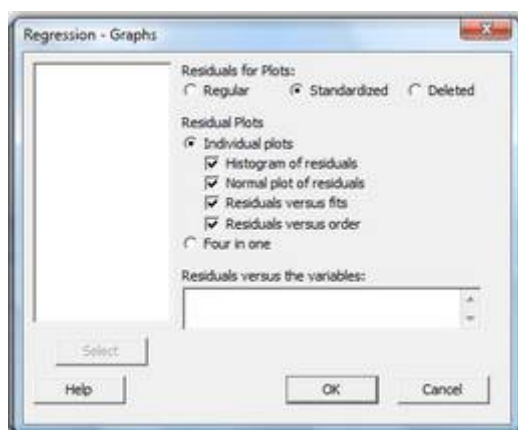 Regression - Graphs
Residuals for Plots:
Regular Standardized Deleted
Residual Plots
Individual plots
Histogram of residuals
Normal plot of residuals
Residuals versus fits
Residuals versus order
Four in one
Residuals versus the variables:
Select
Help OK Cancel